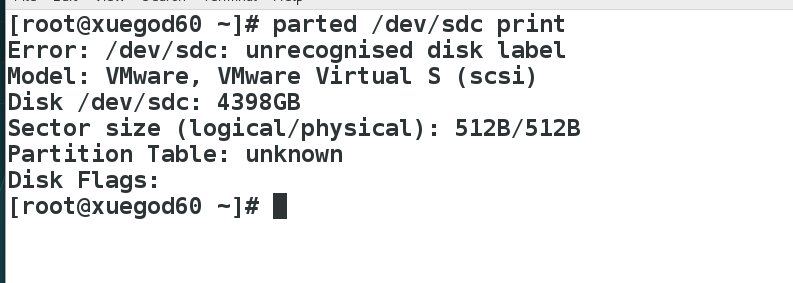 [root@xuegod60 ~]# parted /dev/sdc print
Error: /dev/sdc: unrecognised disk label
Model: VMware, VMware Virtual S (scsi)
Disk /dev/sdc: 4398GB
Sector size (logical/physical): 512B/512B
Partition Table: unknown
Disk Flags:
[root@xuegod60 ~]#